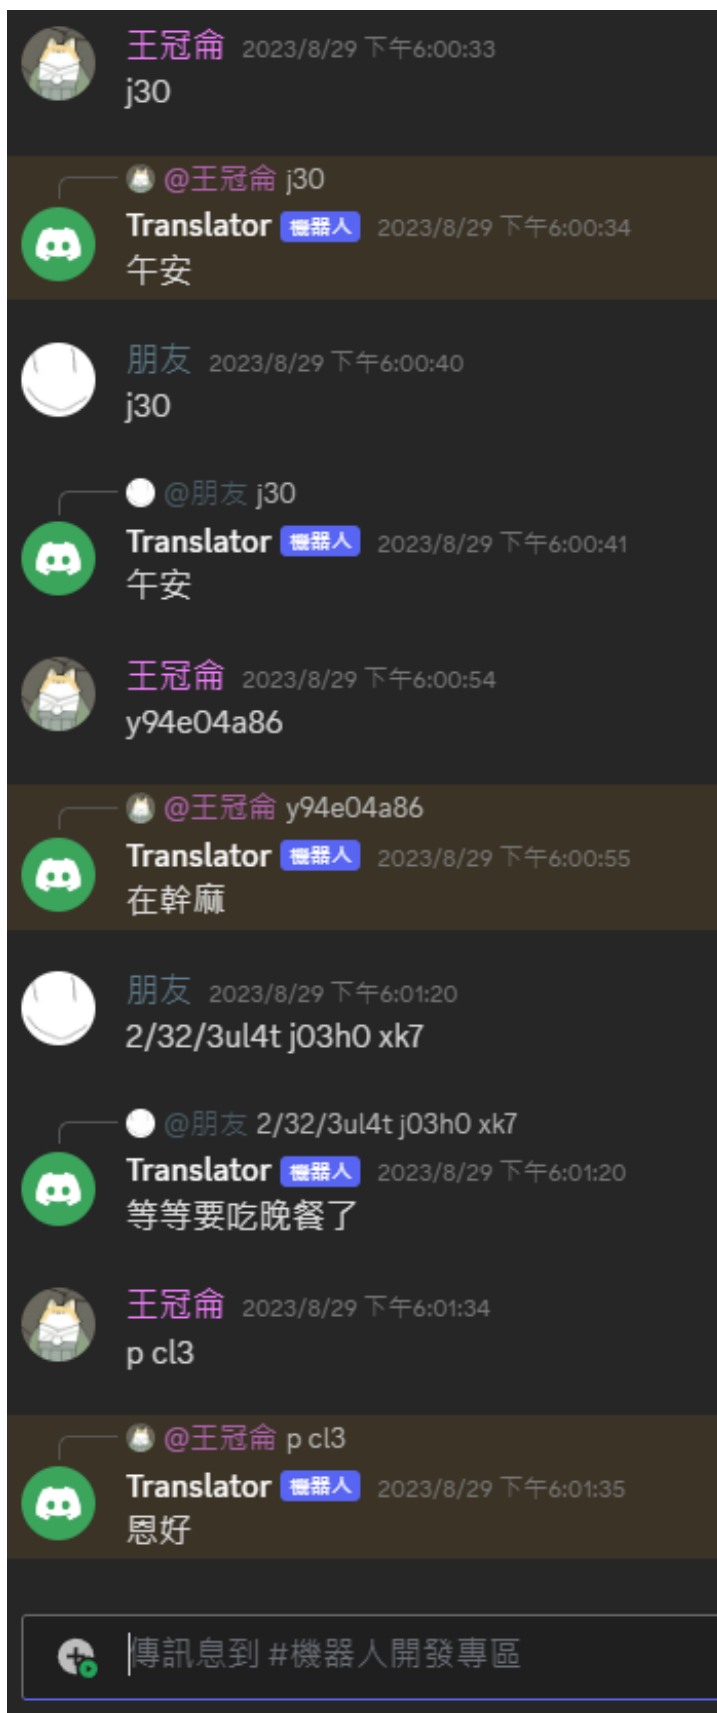 王冠侖 2023/8/29 下午6:00:33
j30
@王冠侖 j30
Translator 機器人 2023/8/29 下午6:00:34
午安
朋友 2023/8/29 下午6:00:40
j30
@朋友 j30
Translator 機器人 2023/8/29 下午6:00:41
午安
王冠侖 2023/8/29 下午6:00:54
y94e04a86
@王冠侖 y94e04a86
Translator 機器人 2023/8/29 下午6:00:55
在幹麻
朋友 2023/8/29 下午6:01:20
2/32/3ul4t j03h0 xk7
@朋友 2/32/3ul4t j03h0 xk7
Translator 機器人 2023/8/29 下午6:01:20
等等要吃晚餐了
王冠侖 2023/8/29 下午6:01:34
p cl3
@王冠侖 p cl3
Translator 機器人 2023/8/29 下午6:01:35
恩好
傳訊息到 #機器人開發專區